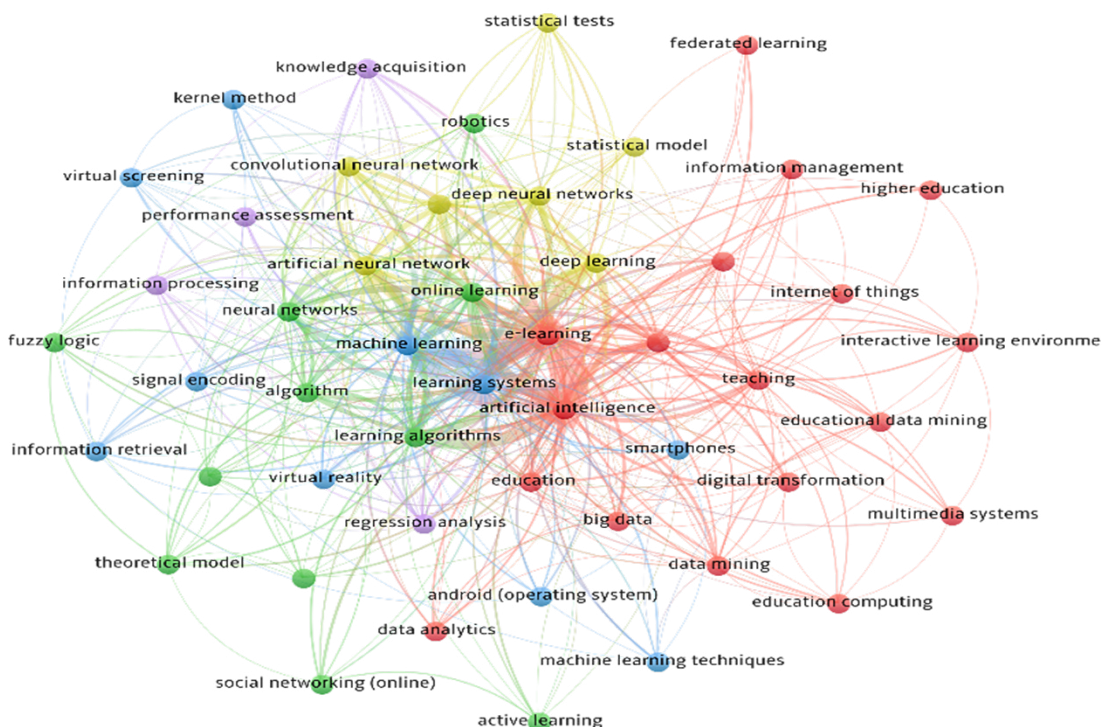 statistical tests
federated learning
knowledge acquisition
kernel method
robotics
statistical model
convolutional neural network
information management
virtual screening
higher education
deep neural networks
performance assessment
deep learning
artificial neural network
information processing
online learning
internet of things
neural networks
e-learning
fuzzy logic
machine learning
interactive learning environme
signal encoding
learning systems
teaching
algorithm
artificial intelligence
educational data mining
learning algorithms
information retrieval
smartphones
virtual reality
education
digital transformation
multimedia systems
regression analysis
big data
theoretical model
data mining
android (operating system)
education computing
data analytics
machine learning techniques
social networking (online)
active learning